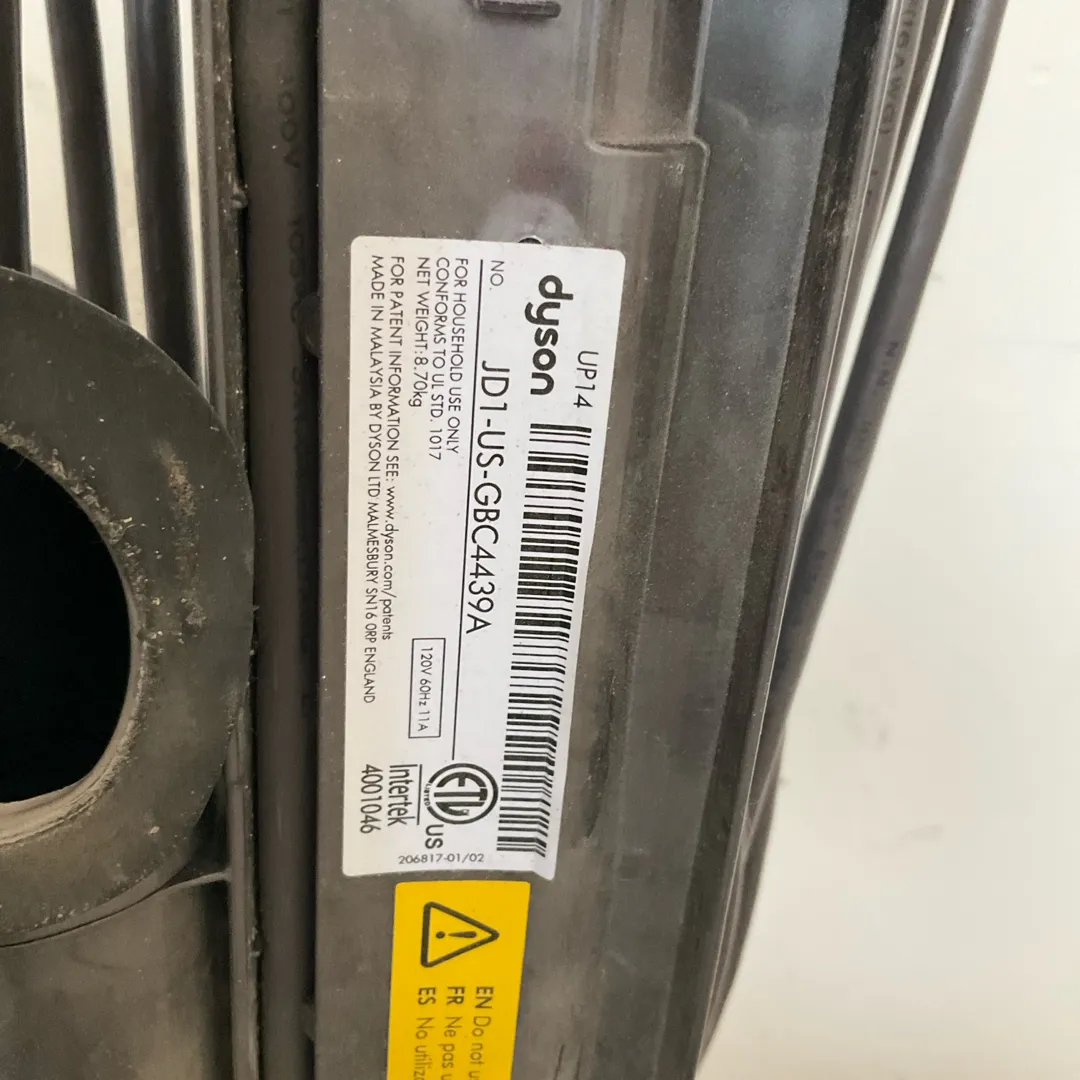 UP14
dyson
NO.
JD1-US-GBC4439A
FOR HOUSEHOLD USE ONLY
CONFORMS TO UL STD. 1017
NET WEIGHT: 8.70kg
120V 60Hz 11A
FOR PATENT INFORMATION SEE: www.dyson.com/patents
MADE IN MALAYSIA BY DYSON LTD MALMESBURY SN16 0RP ENGLAND
ETL
LISTED
US
Intertek
4001046
206817-01/02
EN Do not
FR Ne pas
ES No